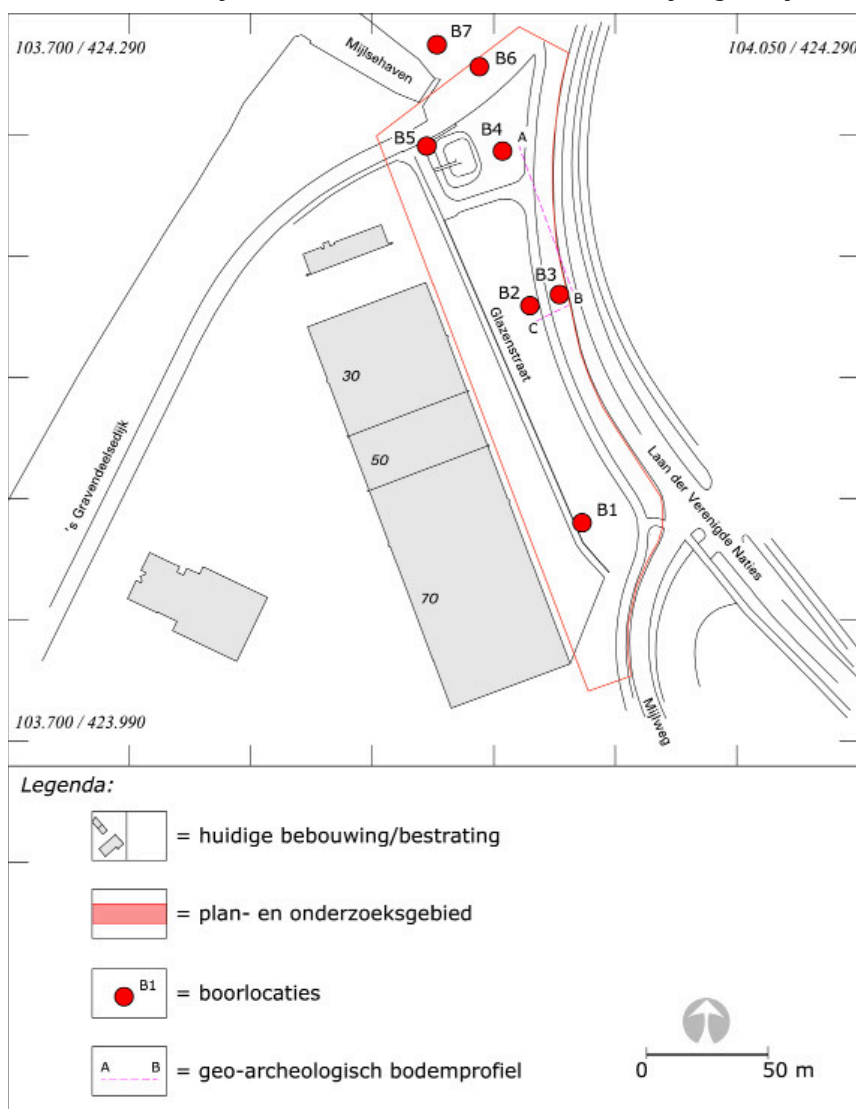 103.700 / 424.290
104.050 / 424.290
B7
Mijlsehaven
B6
B5
B4
A
B3
B2
B
C
Glazenstraat
30
50
70
's Gravendeelsedijk
Laan der Verenigde Naties
B1
103.700 / 423.990
Mijlweg
Legenda:
= huidige bebouwing/bestrating
= plan- en onderzoeksgebied
B1
= boorlocaties
A B
= geo-archeologisch bodemprofiel
0 50 m